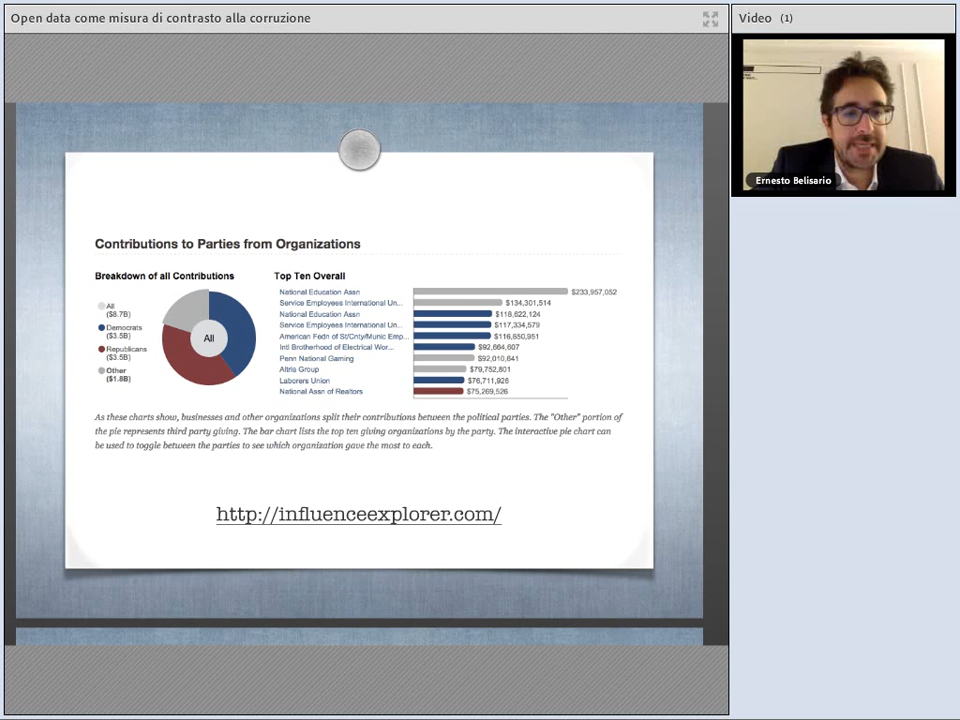 Open data come misura di contrasto alla corruzione
Video (1)
Ernesto Belisario
Contributions to Parties from Organizations
Breakdown of all Contributions
All
($8.7B)
Democrats
($3.5B)
Republicans
($3.5B)
Other
($1.8B)
All
Top Ten Overall
National Education Assn $233,957,052
Service Employees International Un... $134,301,514
National Education Assn $118,622,124
Service Employees International Un... $117,334,579
American Fedn of St/Cnty/Munic Emp... $116,650,951
Intl Brotherhood of Electrical Wor... $92,664,607
Penn National Gaming $92,010,641
Altria Group $79,752,801
Laborers Union $76,711,926
National Assn of Realtors $75,269,526
As these charts show, businesses and other organizations split their contributions between the political parties. The "Other" portion of
the pie represents third party giving. The bar chart lists the top ten giving organizations by the party. The interactive pie chart can
be used to toggle between the parties to see which organization gave the most to each.
http://influenceexplorer.com/